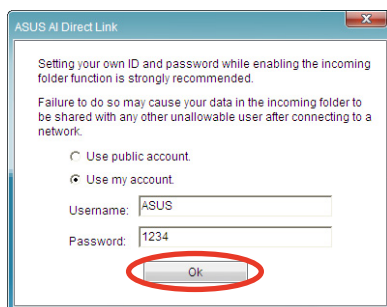 ASUS AI Direct Link
Setting your own ID and password while enabling the incoming
folder function is strongly recommended.
Failure to do so may cause your data in the incoming folder to
be shared with any other unallowable user after connecting to a
network.
Use public account.
Use my account.
Username: ASUS
Password: 1234
Ok